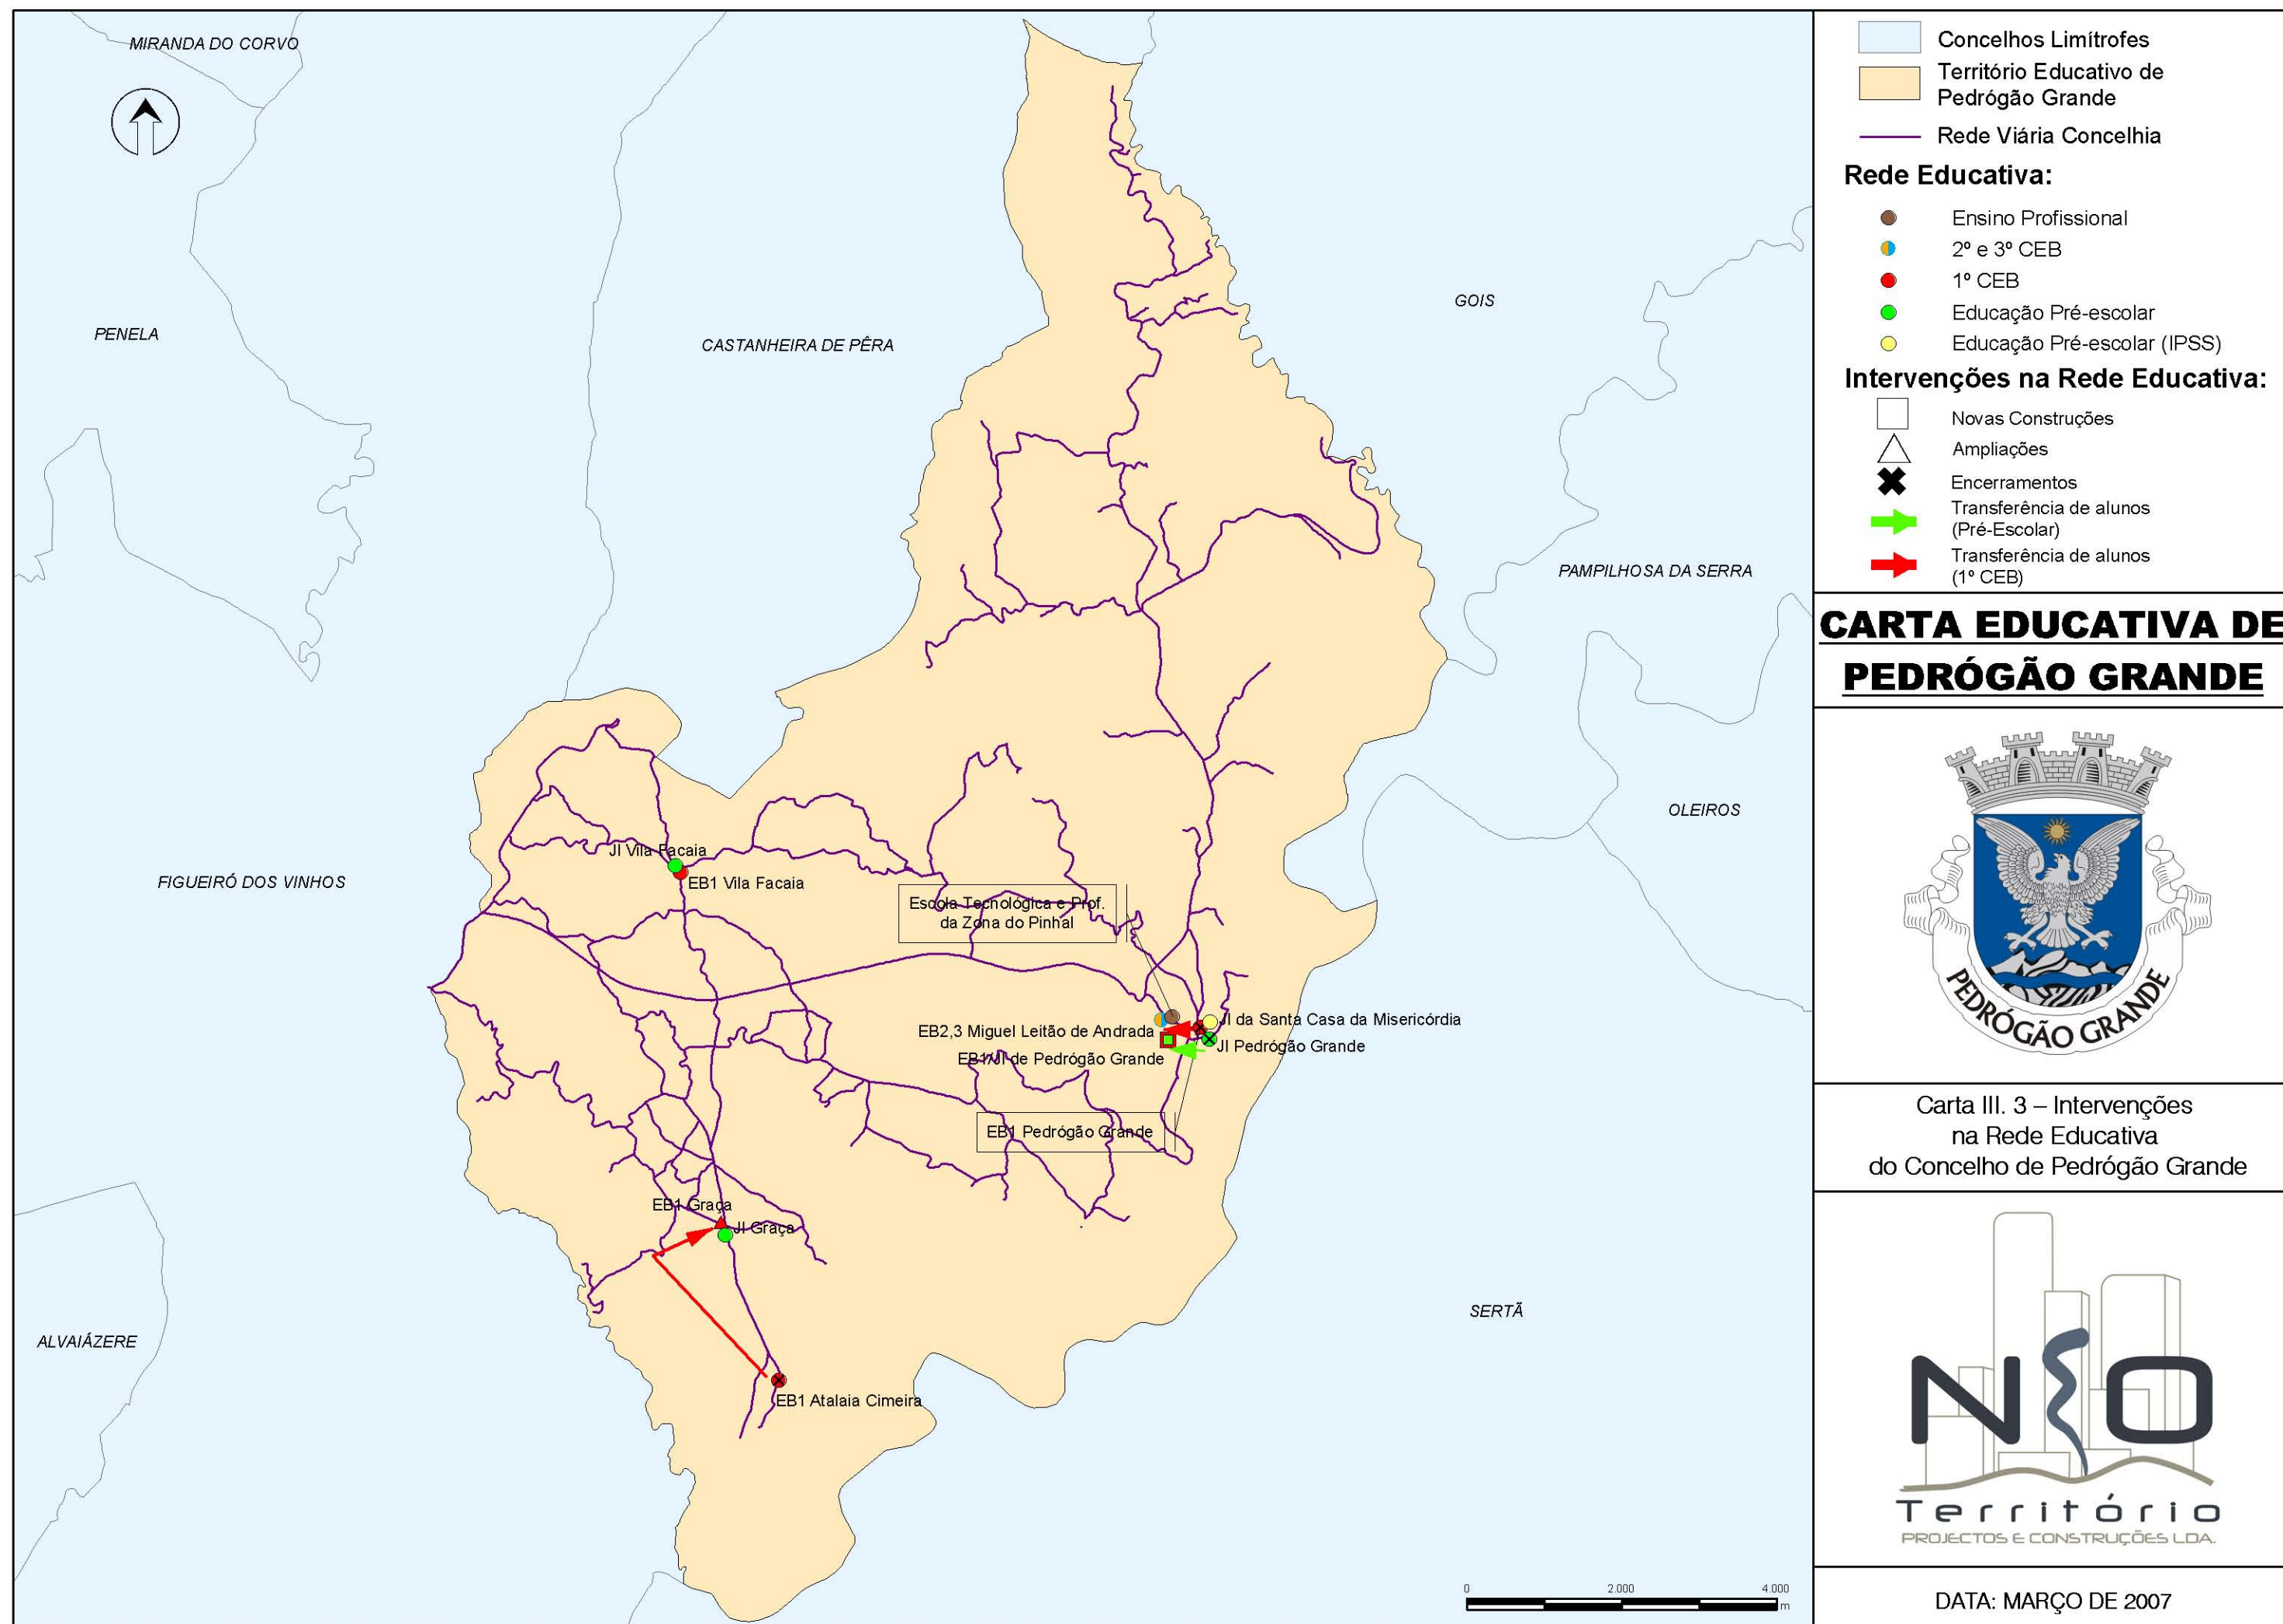 MIRANDA DO CORVO
PENELA
CASTANHEIRA DE PÊRA
GOIS
PAMPILHOSA DA SERRA
OLEIROS
FIGUEIRÓ DOS VINHOS
ALVAIÁZERE
SERTÃ
JI Vila Facaia
EB1 Vila Facaia
Escola Tecnológica e Prof.
da Zona do Pinhal
EB2,3 Miguel Leitão de Andrada
JI da Santa Casa da Misericórdia
JI Pedrógão Grande
EB1/JI de Pedrógão Grande
EB1 Pedrógão Grande
EB1 Graça
JI Graça
EB1 Atalaia Cimeira
0 2.000 4.000
m
Concelhos Limítrofes
Território Educativo de
Pedrógão Grande
Rede Viária Concelhia
Rede Educativa:
Ensino Profissional
2º e 3º CEB
1º CEB
Educação Pré-escolar
Educação Pré-escolar (IPSS)
Intervenções na Rede Educativa:
Novas Construções
Ampliações
Encerramentos
Transferência de alunos
(Pré-Escolar)
Transferência de alunos
(1º CEB)
CARTA EDUCATIVA DE
PEDRÓGÃO GRANDE
PEDRÓGÃO GRANDE
Carta III. 3 – Intervenções
na Rede Educativa
do Concelho de Pedrógão Grande
NEO
Território
PROJECTOS E CONSTRUÇÕES LDA.
DATA: MARÇO DE 2007